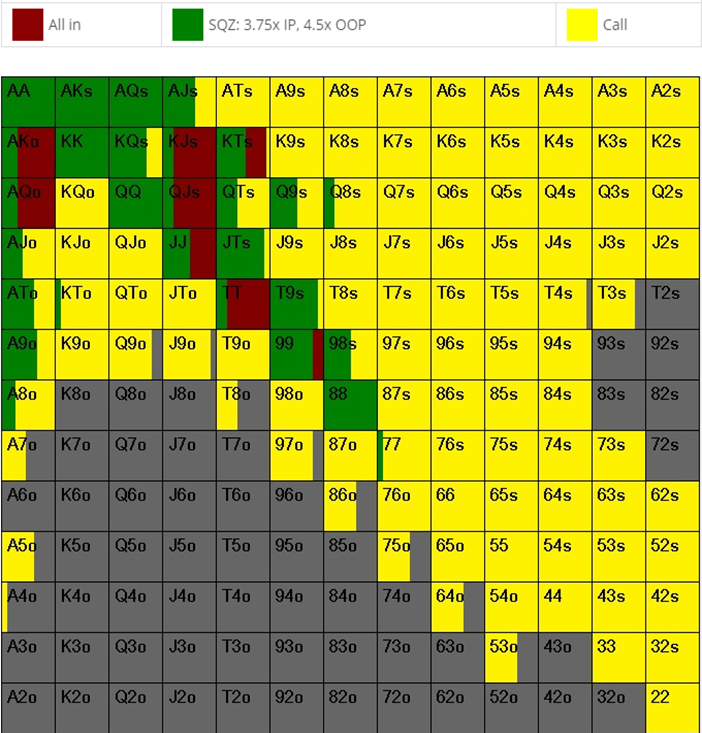 All in SQZ: 3.75x IP, 4.5x OOP Call
AA AKs AQs AJs ATs A9s A8s A7s A6s A5s A4s A3s A2s
AKo KK KQs KJs KTs K9s K8s K7s K6s K5s K4s K3s K2s
AQo KQo QQ QJs QTs Q9s Q8s Q7s Q6s Q5s Q4s Q3s Q2s
AJo KJo QJo JJ JTs J9s J8s J7s J6s J5s J4s J3s J2s
ATo KTo QTo JTo TT T9s T8s T7s T6s T5s T4s T3s T2s
A9o K9o Q9o J9o T9o 99 98s 97s 96s 95s 94s 93s 92s
A8o K8o Q8o J8o T8o 98o 88 87s 86s 85s 84s 83s 82s
A7o K7o Q7o J7o T7o 97o 87o 77 76s 75s 74s 73s 72s
A6o K6o Q6o J6o T6o 96o 86o 76o 66 65s 64s 63s 62s
A5o K5o Q5o J5o T5o 95o 85o 75o 65o 55 54s 53s 52s
A4o K4o Q4o J4o T4o 94o 84o 74o 64o 54o 44 43s 42s
A3o K3o Q3o J3o T3o 93o 83o 73o 63o 53o 43o 33 32s
A2o K2o Q2o J2o T2o 92o 82o 72o 62o 52o 42o 32o 22